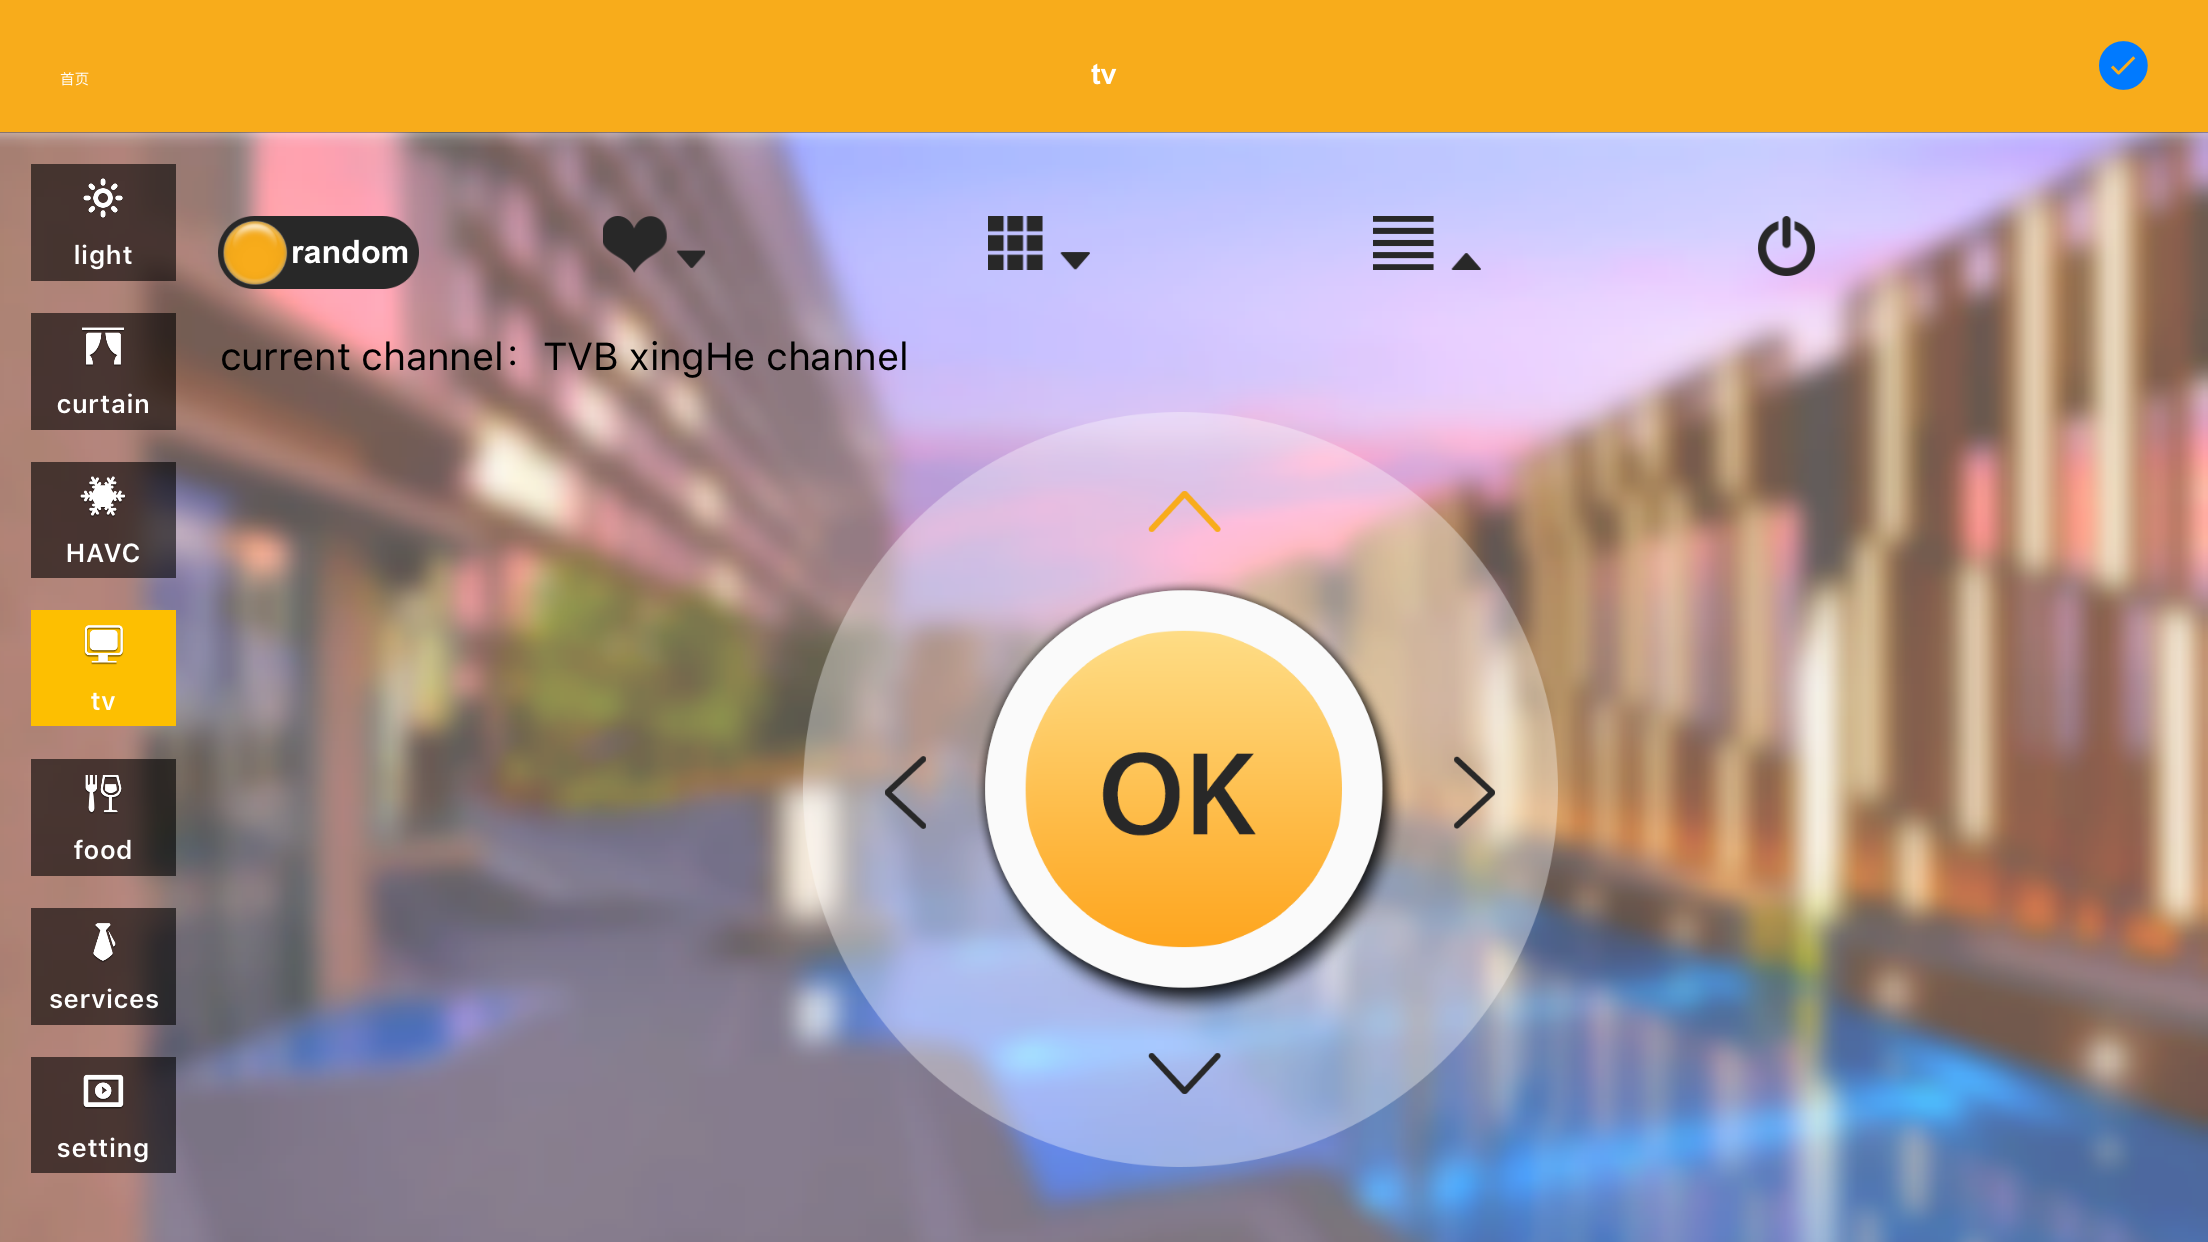 首页
tv
light
random
current channel：TVB xingHe channel
curtain
HAVC
tv
OK
food
services
setting